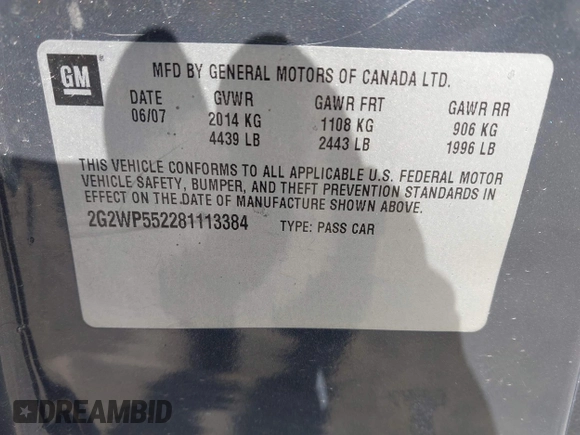 GM
MFD BY GENERAL MOTORS OF CANADA LTD.
DATE GVWR GAWR FRT GAWR RR
06/07 2014 KG 1108 KG 906 KG
4439 LB 2443 LB 1996 LB
THIS VEHICLE CONFORMS TO ALL APPLICABLE U.S. FEDERAL MOTOR
VEHICLE SAFETY, BUMPER, AND THEFT PREVENTION STANDARDS IN
EFFECT ON THE DATE OF MANUFACTURE SHOWN ABOVE.
2G2WP552281113384 TYPE: PASS CAR
DREAMBID